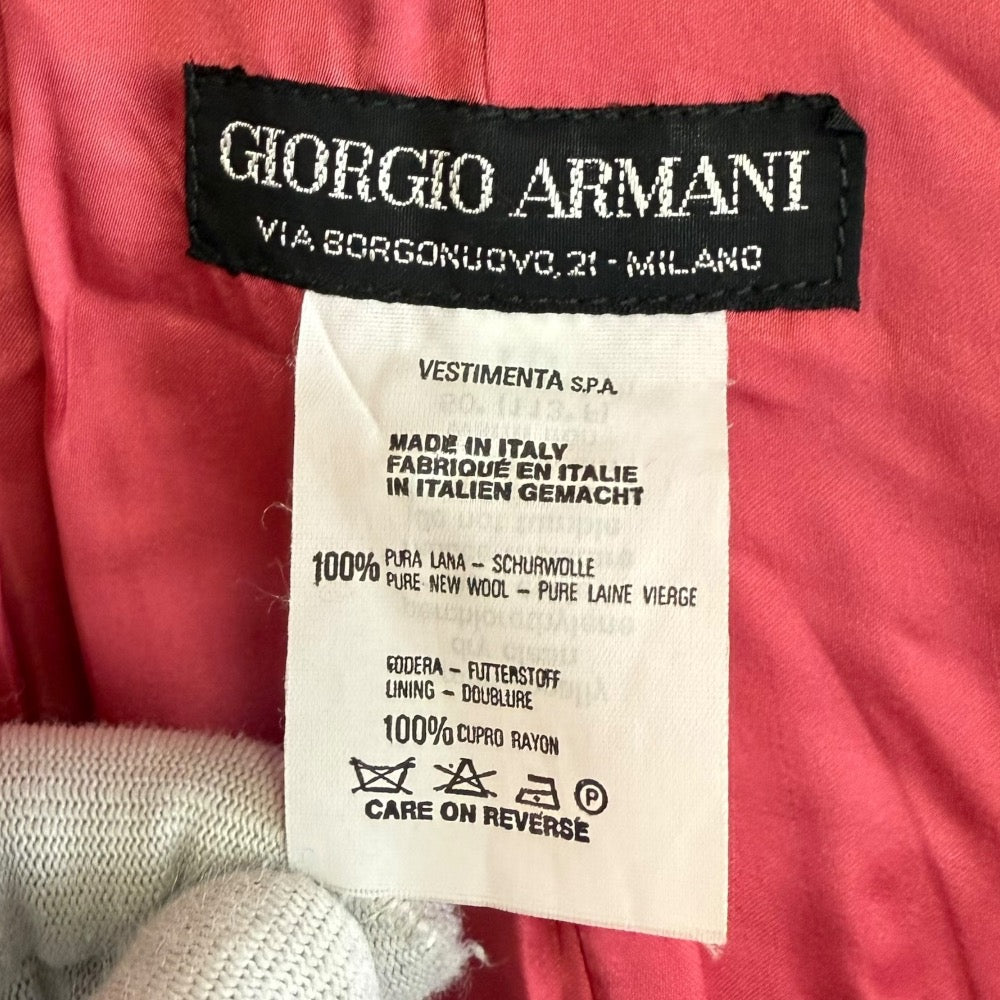 GIORGIO ARMANI
VIA BORGONUOVO, 21 - MILANO
VESTIMENTA S.P.A.
MADE IN ITALY
FABRIQUÉ EN ITALIE
IN ITALIEN GEMACHT
100% PURA LANA - SCHURWOLLE
PURE NEW WOOL - PURE LAINE VIERGE
FODERA - FUTTERSTOFF
LINING - DOUBLURE
100% CUPRO RAYON
P
CARE ON REVERSE